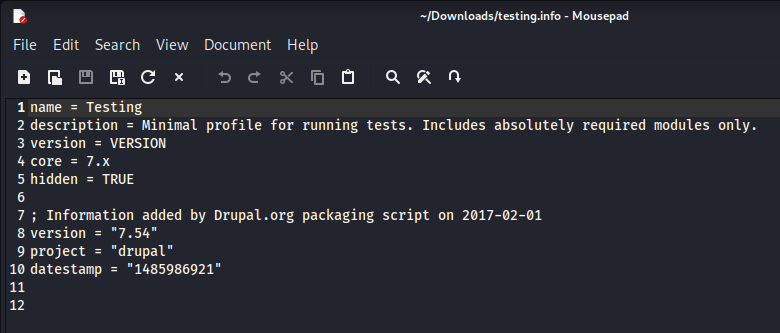 ~/Downloads/testing.info - Mousepad
File Edit Search View Document Help
1 name = Testing
2 description = Minimal profile for running tests. Includes absolutely required modules only.
3 version = VERSION
4 core = 7.x
5 hidden = TRUE
6
7 ; Information added by Drupal.org packaging script on 2017-02-01
8 version = "7.54"
9 project = "drupal"
10 datestamp = "1485986921"
11
12